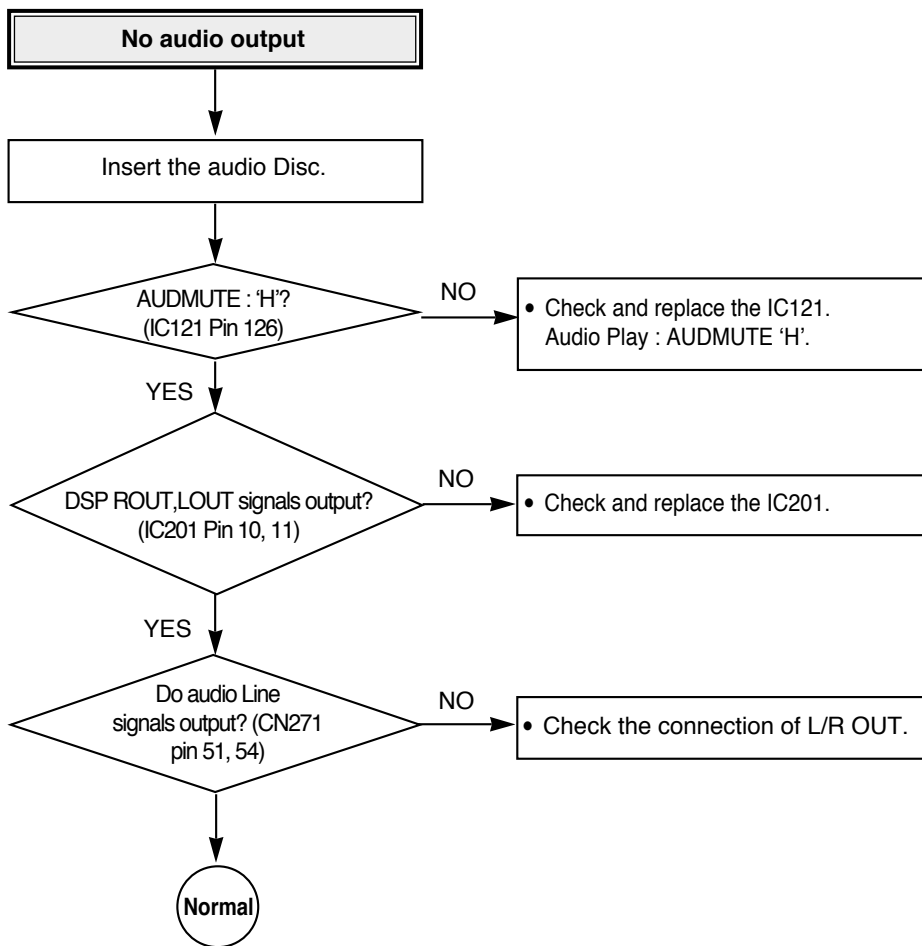 No audio output
Insert the audio Disc.
AUDMUTE : ‘H’?
(IC121 Pin 126)
NO
• Check and replace the IC121.
Audio Play : AUDMUTE ‘H’.
YES
DSP ROUT,LOUT signals output?
(IC201 Pin 10, 11)
NO
• Check and replace the IC201.
YES
Do audio Line
signals output? (CN271
pin 51, 54)
NO
• Check the connection of L/R OUT.
Normal